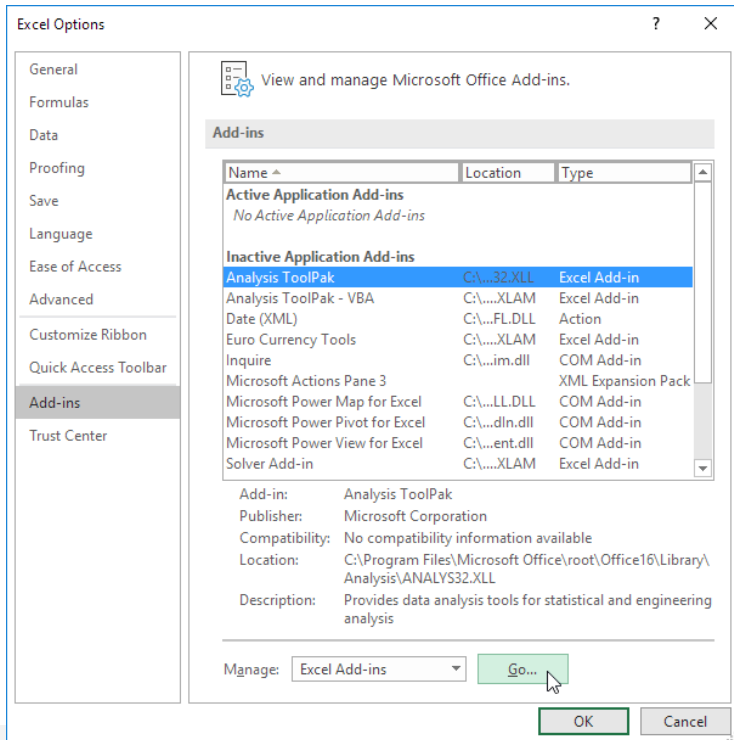 Excel Options ? ×
General
Formulas
Data
Proofing
Save
Language
Ease of Access
Advanced
Customize Ribbon
Quick Access Toolbar
Add-ins
Trust Center
View and manage Microsoft Office Add-ins.
Add-ins
Name Location Type
Active Application Add-ins
No Active Application Add-ins
Inactive Application Add-ins
Analysis ToolPak C:\...32.XLL Excel Add-in
Analysis ToolPak - VBA C:\....XLAM Excel Add-in
Date (XML) C:\...FL.DLL Action
Euro Currency Tools C:\....XLAM Excel Add-in
Inquire C:\...im.dll COM Add-in
Microsoft Actions Pane 3 XML Expansion Pack
Microsoft Power Map for Excel C:\...LL.DLL COM Add-in
Microsoft Power Pivot for Excel C:\...dln.dll COM Add-in
Microsoft Power View for Excel C:\...ent.dll COM Add-in
Solver Add-in C:\....XLAM Excel Add-in
Add-in: Analysis ToolPak
Publisher: Microsoft Corporation
Compatibility: No compatibility information available
Location: C:\Program Files\Microsoft Office\root\Office16\Library\
Analysis\ANALYS32.XLL
Description: Provides data analysis tools for statistical and engineering
analysis
Manage: Excel Add-ins Go...
OK Cancel